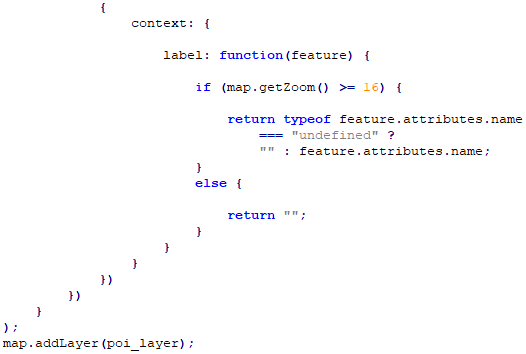 {
context: {
label: function(feature) {
if (map.getZoom() >= 16) {
return typeof feature.attributes.name
=== "undefined" ?
"" : feature.attributes.name;
}
else {
return "";
}
}
}
})
})
}
);
map.addLayer(poi_layer);